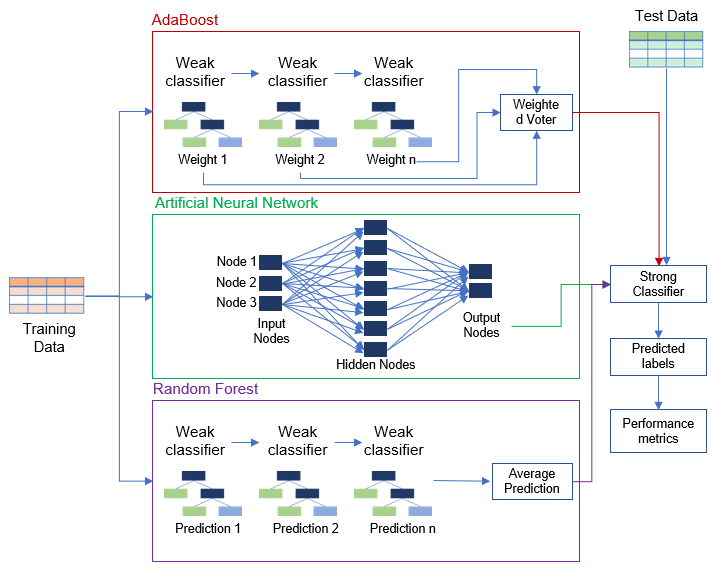 AdaBoost
Test Data
Weak
classifier
Weak
classifier
Weak
classifier
Weighte
d Voter
Weight 1
Weight 2
Weight n
Artificial Neural Network
Node 1
Node 2
Node 3
Input
Nodes
Hidden Nodes
Output
Nodes
Training
Data
Strong
Classifier
Predicted
labels
Performance
metrics
Random Forest
Weak
classifier
Weak
classifier
Weak
classifier
Average
Prediction
Prediction 1
Prediction 2
Prediction n